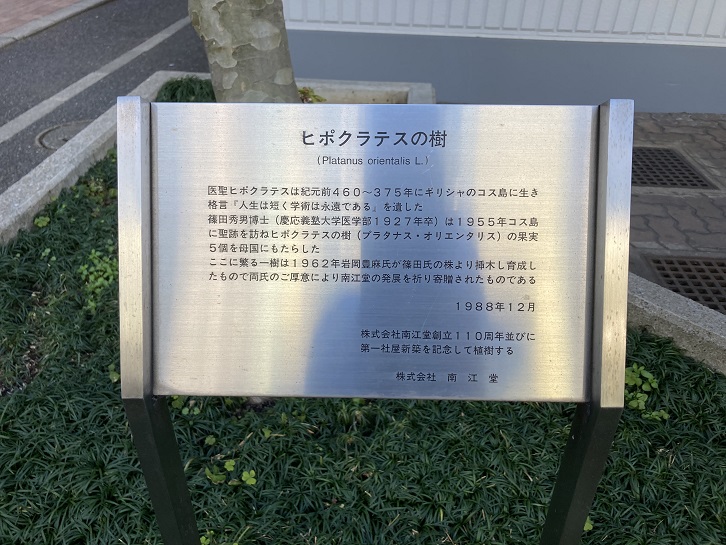 ヒポクラテスの樹
(Platanus orientalis L.)
医聖ヒポクラテスは紀元前460〜375年にギリシャのコス島に生き
格言『人生は短く学術は永遠である』を遺した
篠田秀男博士（慶応義塾大学医学部1927年卒）は1955年コス島
に聖跡を訪ねヒポクラテスの樹（プラタナス・オリエンタリス）の果実
5個を母国にもたらした
ここに繁る一樹は1962年岩岡豊麻氏が篠田氏の株より挿木し育成し
たもので同氏のご厚意により南江堂の発展を祈り寄贈されたものである
1988年12月
株式会社南江堂創立110周年並びに
第一社屋新築を記念して植樹する
株式会社 南江堂